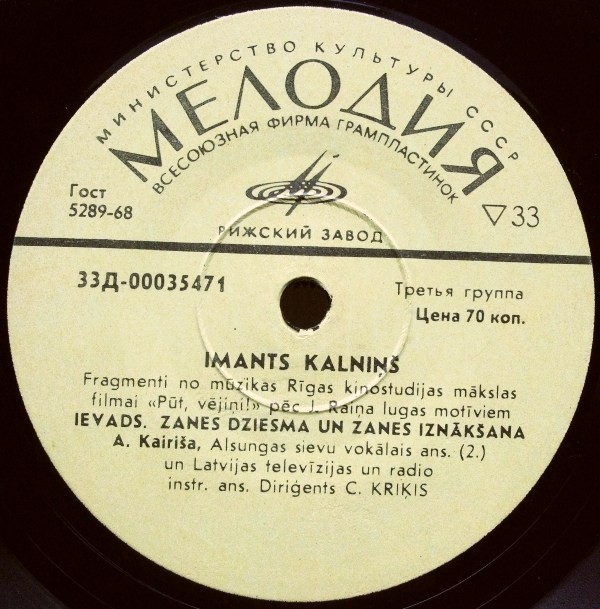 МИНИСТЕРСТВО КУЛЬТУРЫ СССР
МЕЛОДИЯ
ВСЕСОЮЗНАЯ ФИРМА ГРАМПЛАСТИНОК
Гост
5289-68
▽33
РИЖСКИЙ ЗАВОД
33Д-00035471
Третья группа
Цена 70 коп.
IMANTS KALNIŅŠ
Fragmenti no mūzikas Rīgas kinostudijas mākslas
filmai «Pūt, vējiņi!» pēc J. Raiņa lugas motīviem
IEVADS. ZANES DZIESMA UN ZANES IZNĀKŠANA
A. Kairiša, Alsungas sievu vokālais ans. (2.)
un Latvijas televīzijas un radio
instr. ans. Diriģents C. KRIĶIS